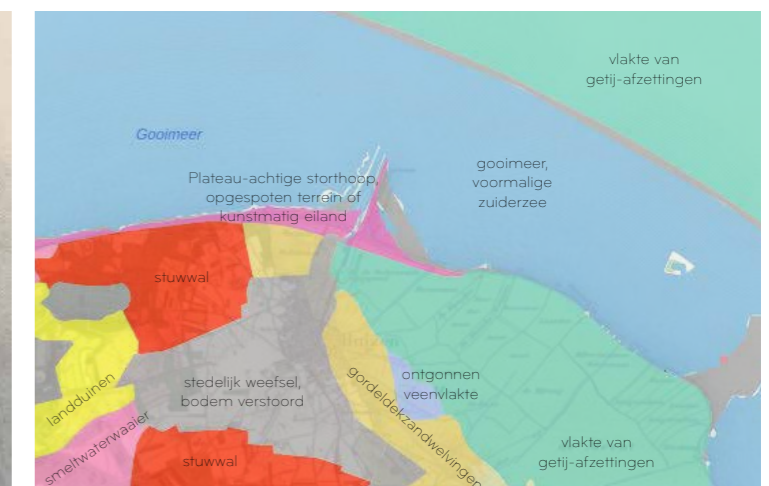 vlakte van
getij-afzettingen
Gooimeer
gooimeer,
voormalige
zuiderzee
Plateau-achtige storthoop,
opgespoten terrein of
kunstmatig eiland
stuwwal
Huizen
stedelijk weefsel,
bodem verstoord
ontgonnen
veenvlakte
landduinen
gordeldekzandwelvingen
smeltwaterwaaier
stuwwal
vlakte van
getij-afzettingen